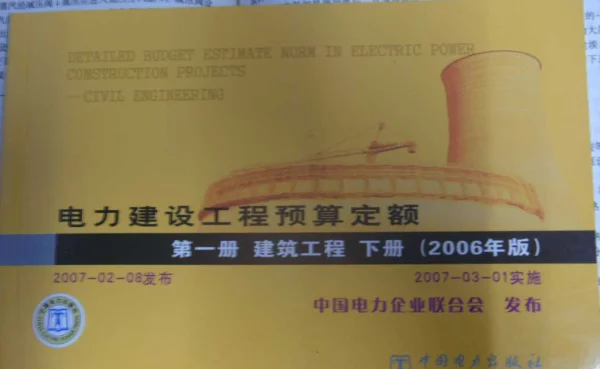 DETAILED BUDGET ESTIMATE NORM IN ELECTRIC POWER
CONSTRUCTION PROJECTS
—CIVIL ENGINEERING
电力建设工程预算定额
第一册 建筑工程 下册 (2006年版)
2007-02-08发布
2007-03-01实施
中国电力企业联合会 发布
中国电力出版社